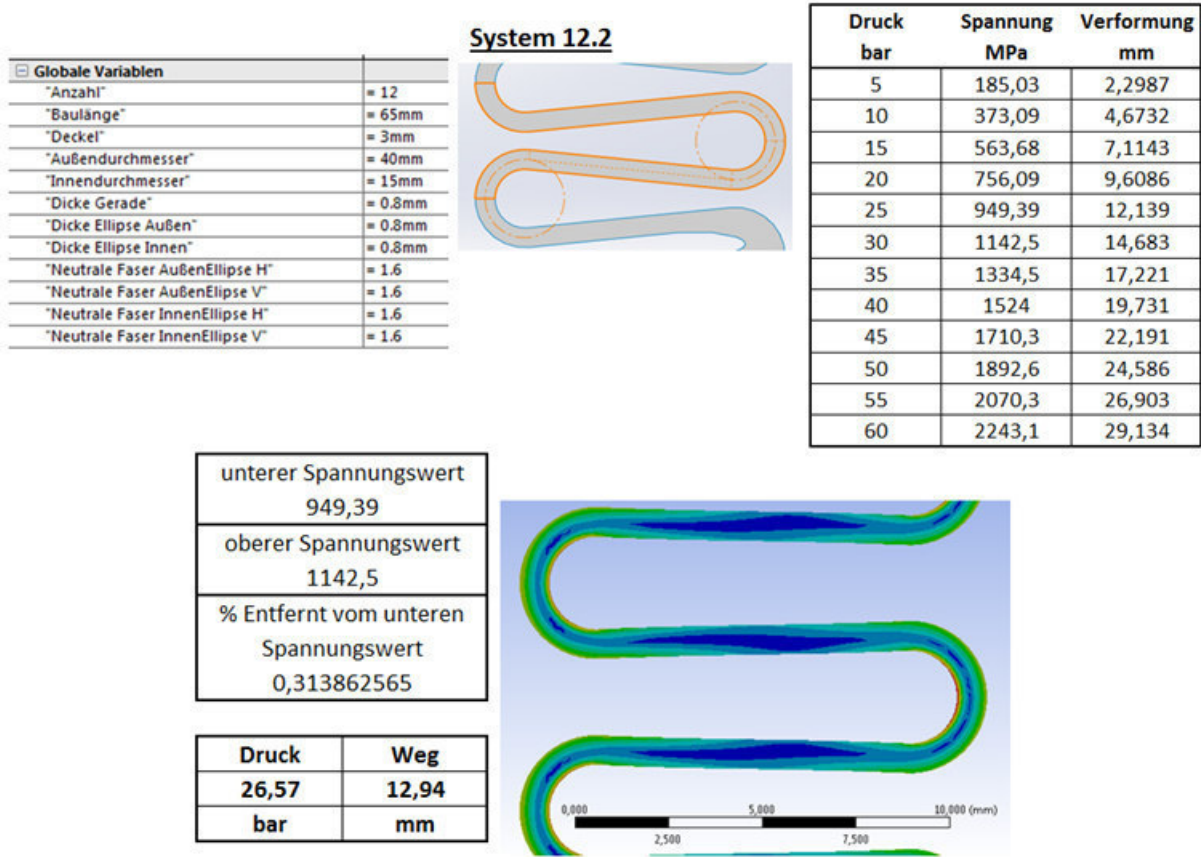 System 12.2
Globale Variablen
"Anzahl" = 12
"Baulänge" = 65mm
"Deckel" = 3mm
"Außendurchmesser" = 40mm
"Innendurchmesser" = 15mm
"Dicke Gerade" = 0.8mm
"Dicke Ellipse Außen" = 0.8mm
"Dicke Ellipse Innen" = 0.8mm
"Neutrale Faser AußenEllipse H" = 1.6
"Neutrale Faser AußenElipse V" = 1.6
"Neutrale Faser InnenEllipse H" = 1.6
"Neutrale Faser InnenEllipse V" = 1.6
Druck Spannung Verformung
bar MPa mm
5 185,03 2,2987
10 373,09 4,6732
15 563,68 7,1143
20 756,09 9,6086
25 949,39 12,139
30 1142,5 14,683
35 1334,5 17,221
40 1524 19,731
45 1710,3 22,191
50 1892,6 24,586
55 2070,3 26,903
60 2243,1 29,134
unterer Spannungswert
949,39
oberer Spannungswert
1142,5
% Entfernt vom unteren
Spannungswert
0,313862565
Druck Weg
26,57 12,94
bar mm
0,000 5,000 10,000 (mm)
2,500 7,500